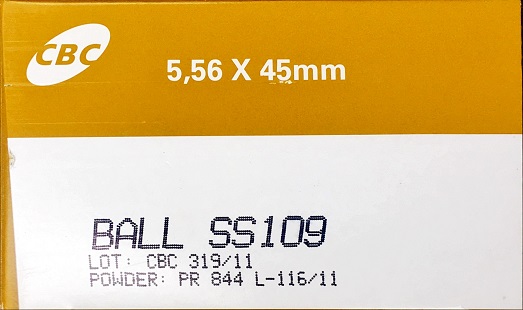 CBC
5,56 X 45mm
BALL SS109
LOT: CBC 319/11
POWDER: PR 844 L-116/11